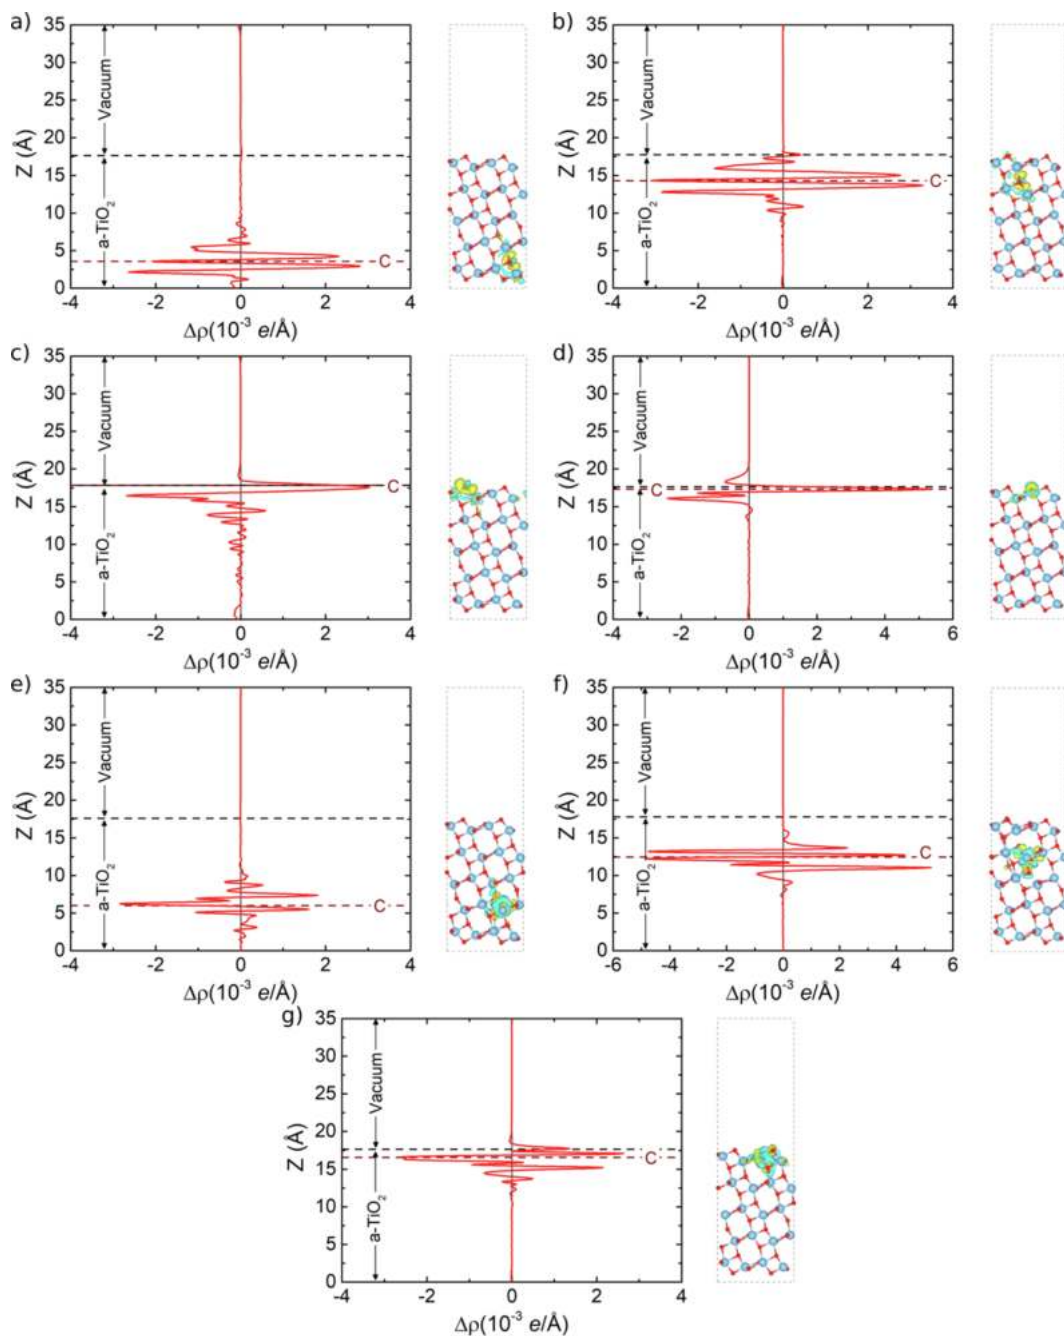 a)
35
30
25
20
15
10
5
0
Z (Å)
Vacuum
a-TiO2
C
-4 -2 0 2 4
Δρ(10-3 e/Å)
b)
35
30
25
20
15
10
5
0
Z (Å)
Vacuum
a-TiO2
C
-4 -2 0 2 4
Δρ(10-3 e/Å)
c)
35
30
25
20
15
10
5
0
Z (Å)
Vacuum
a-TiO2
C
-4 -2 0 2 4
Δρ(10-3 e/Å)
d)
35
30
25
20
15
10
5
0
Z (Å)
Vacuum
a-TiO2
C
-4 -2 0 2 4 6
Δρ(10-3 e/Å)
e)
35
30
25
20
15
10
5
0
Z (Å)
Vacuum
a-TiO2
C
-4 -2 0 2 4
Δρ(10-3 e/Å)
f)
35
30
25
20
15
10
5
0
Z (Å)
Vacuum
a-TiO2
C
-6 -4 -2 0 2 4 6
Δρ(10-3 e/Å)
g)
35
30
25
20
15
10
5
0
Z (Å)
Vacuum
a-TiO2
C
-4 -2 0 2 4
Δρ(10-3 e/Å)